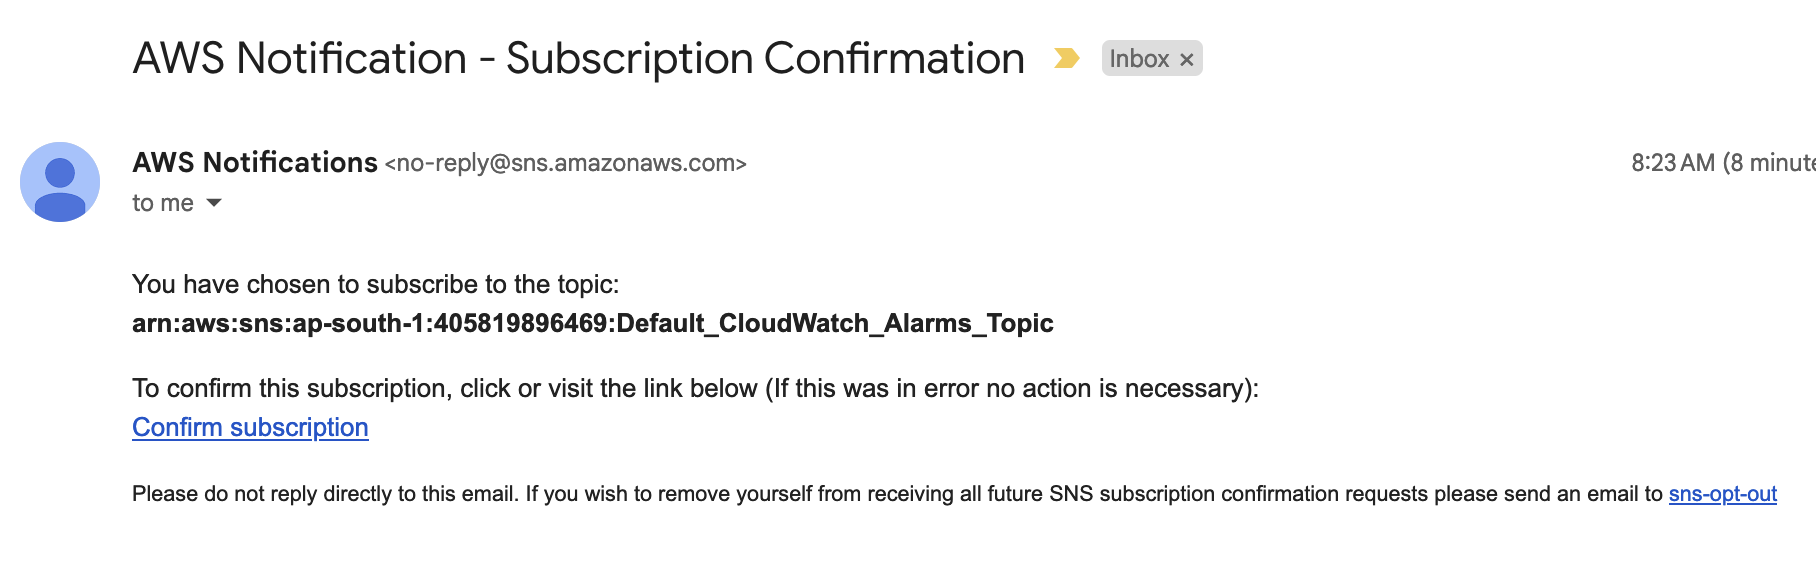 AWS Notification - Subscription Confirmation Inbox ×
AWS Notifications <no-reply@sns.amazonaws.com> 8:23 AM (8 minute
to me
You have chosen to subscribe to the topic:
arn:aws:sns:ap-south-1:405819896469:Default_CloudWatch_Alarms_Topic
To confirm this subscription, click or visit the link below (If this was in error no action is necessary):
Confirm subscription
Please do not reply directly to this email. If you wish to remove yourself from receiving all future SNS subscription confirmation requests please send an email to sns-opt-out